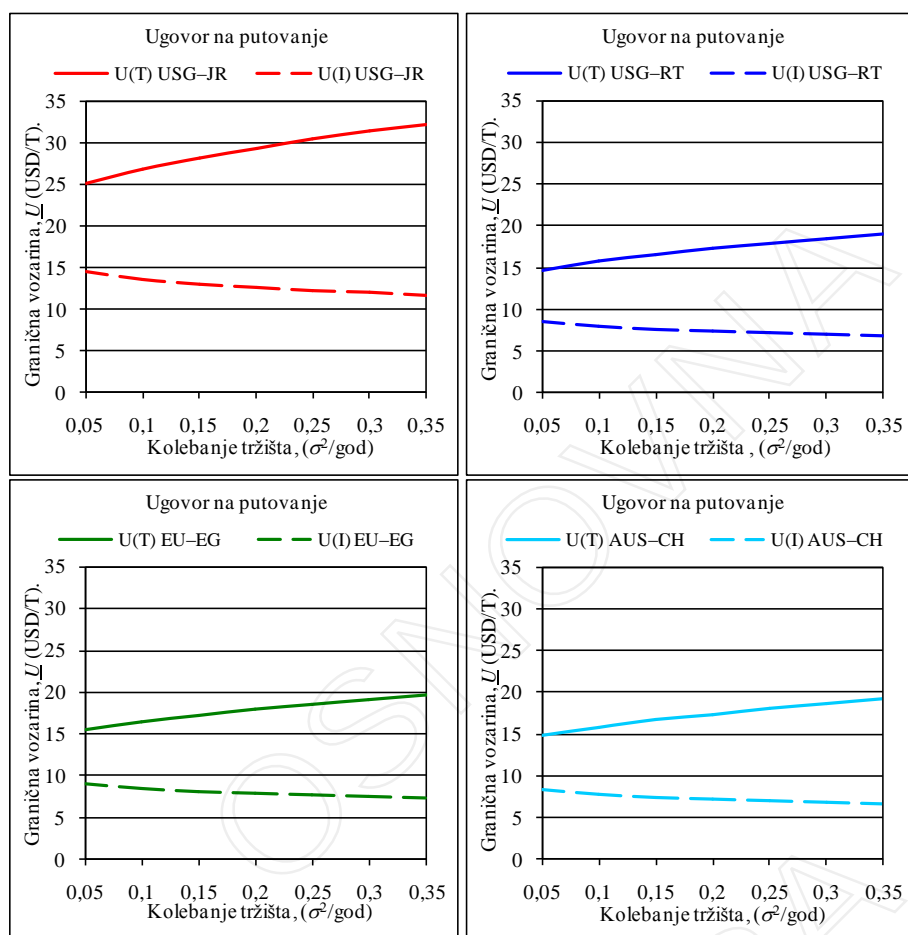 Ugovor na putovanje
U(T) USG–JR U(I) USG–JR
Granična vozarina, U (USD/T).
35
30
25
20
15
10
5
0
0,05 0,1 0,15 0,2 0,25 0,3 0,35
Kolebanje tržišta, (σ²/god)
Ugovor na putovanje
U(T) USG–RT U(I) USG–RT
Granična vozarina, U (USD/T).
35
30
25
20
15
10
5
0
0,05 0,1 0,15 0,2 0,25 0,3 0,35
Kolebanje tržišta , (σ²/god)
Ugovor na putovanje
U(T) EU–EG U(I) EU–EG
Granična vozarina, U (USD/T).
35
30
25
20
15
10
5
0
0,05 0,1 0,15 0,2 0,25 0,3 0,35
Kolebanje tržišta, (σ²/god)
Ugovor na putovanje
U(T) AUS–CH U(I) AUS–CH
Granična vozarina, U (USD/T).
35
30
25
20
15
10
5
0
0,05 0,1 0,15 0,2 0,25 0,3 0,35
Kolebanje tržišta, (σ²/god)
OSNOVNA